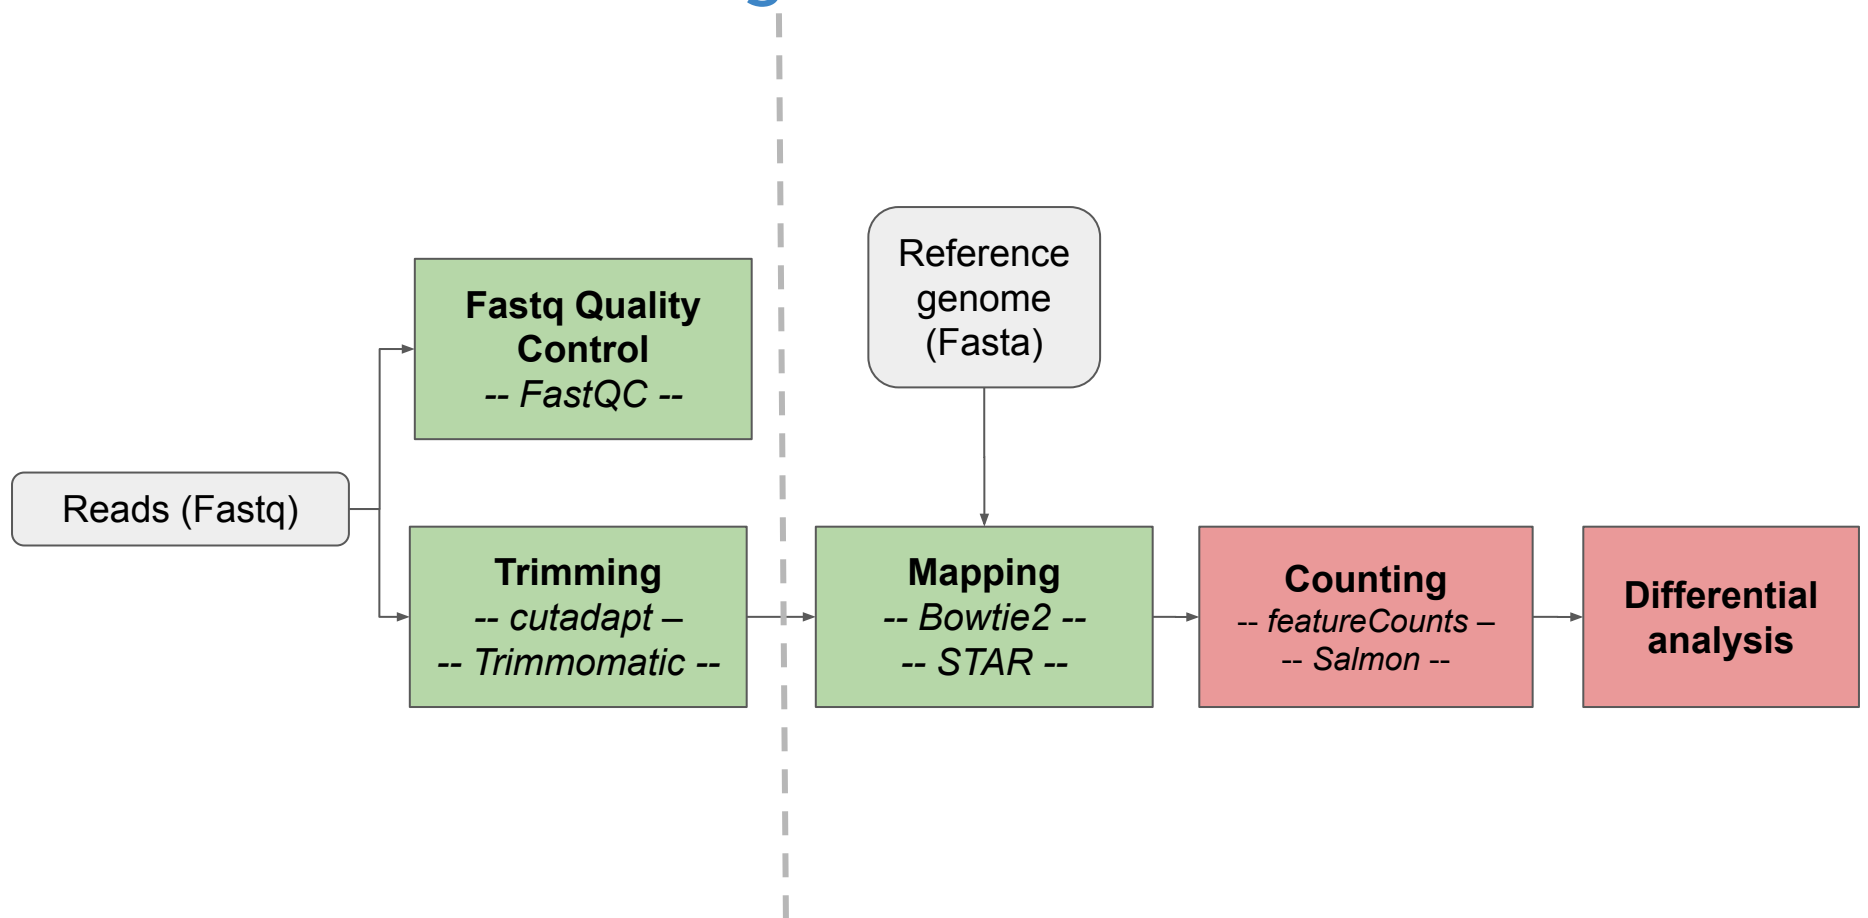 Reference
genome
(Fasta)
Fastq Quality
Control
-- FastQC --
Reads (Fastq)
Trimming
-- cutadapt –
-- Trimmomatic --
Mapping
-- Bowtie2 --
-- STAR --
Counting
-- featureCounts –
-- Salmon --
Differential
analysis